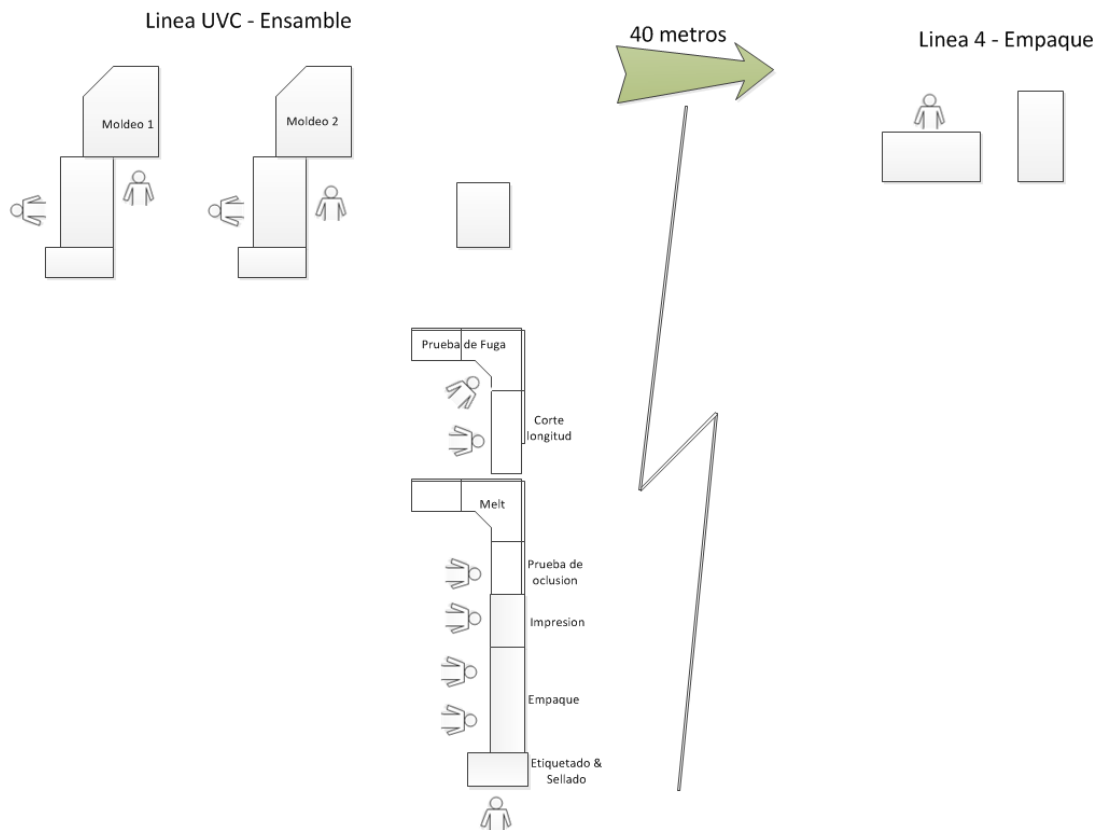 Linea UVC - Ensamble
40 metros
Linea 4 - Empaque
Moldeo 1
Moldeo 2
Prueba de Fuga
Corte
longitud
Melt
Prueba de
oclusion
Impresion
Empaque
Etiquetado &
Sellado